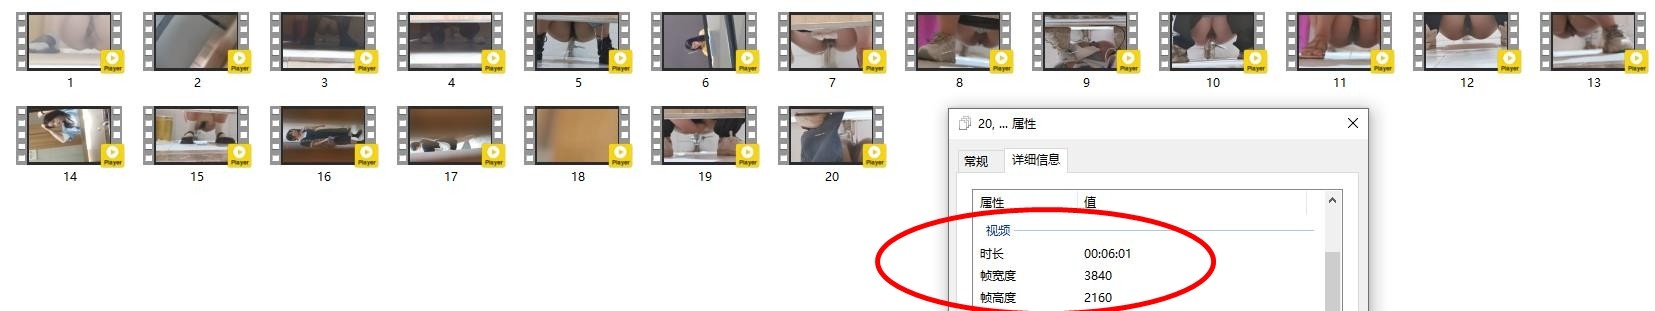 Player Player Player Player Player Player Player Player Player Player Player Player Player
1 2 3 4 5 6 7 8 9 10 11 12 13
Player Player Player Player Player Player Player
14 15 16 17 18 19 20
20, ... 属性
常规 详细信息
属性 值
视频
时长 00:06:01
帧宽度 3840
帧高度 2160